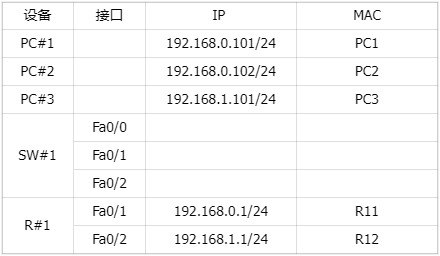 设备 接口 IP MAC
PC#1 192.168.0.101/24 PC1
PC#2 192.168.0.102/24 PC2
PC#3 192.168.1.101/24 PC3
SW#1
Fa0/0
Fa0/1
Fa0/2
R#1
Fa0/1 192.168.0.1/24 R11
Fa0/2 192.168.1.1/24 R12